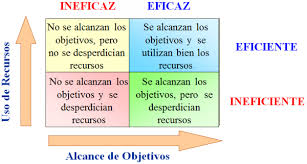 INEFICAZ EFICAZ
No se alcanzan los
objetivos, pero
no se desperdician
recursos
Se alcanzan los
objetivos y se
utilizan bien los
recursos
EFICIENTE
No se alcanzan los
objetivos y se
desperdician
recursos
Se alcanzan los
objetivos, pero se
desperdician
recursos
INEFICIENTE
Uso de Recursos
Alcance de Objetivos